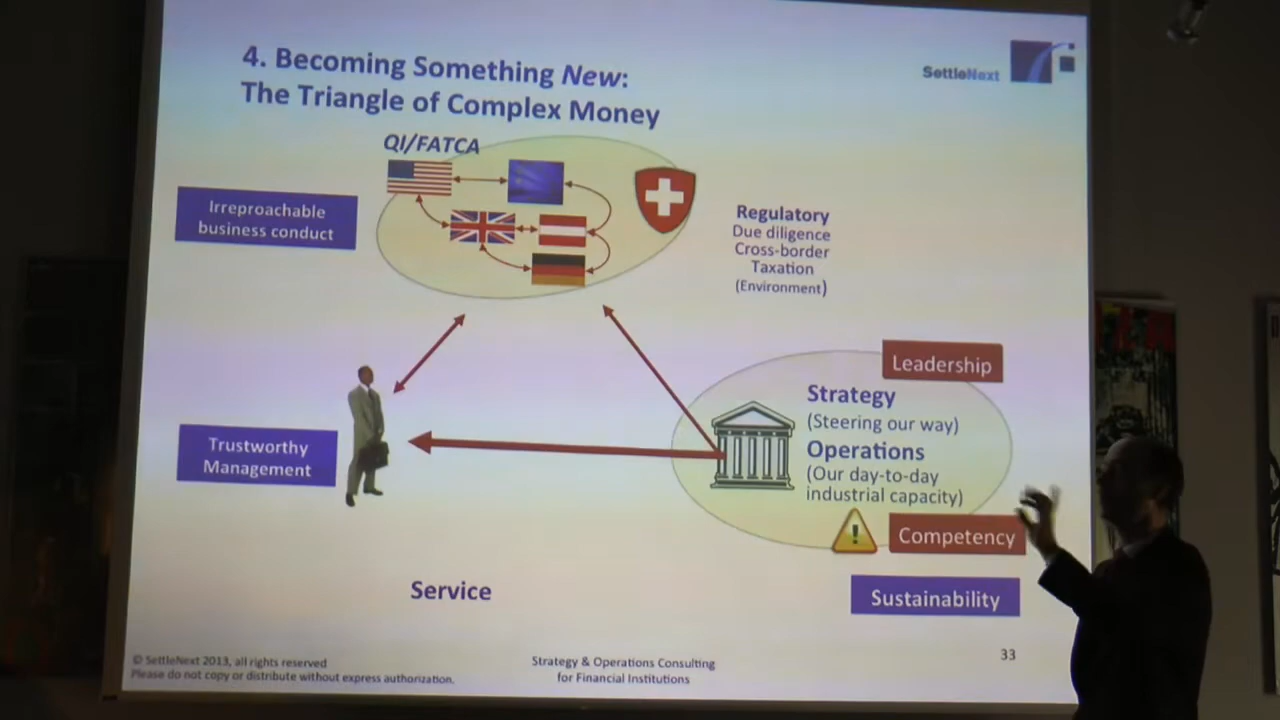 4. Becoming Something New:
The Triangle of Complex Money
SettleNext
QI/FATCA
Irreproachable
business conduct
Regulatory
Due diligence
Cross-border
Taxation
(Environment)
Leadership
Strategy
(Steering our way)
Operations
(Our day-to-day
industrial capacity)
Trustworthy
Management
!
Competency
Service
Sustainability
© SettleNext 2013, all rights reserved
Please do not copy or distribute without express authorization.
Strategy & Operations Consulting
for Financial Institutions
33